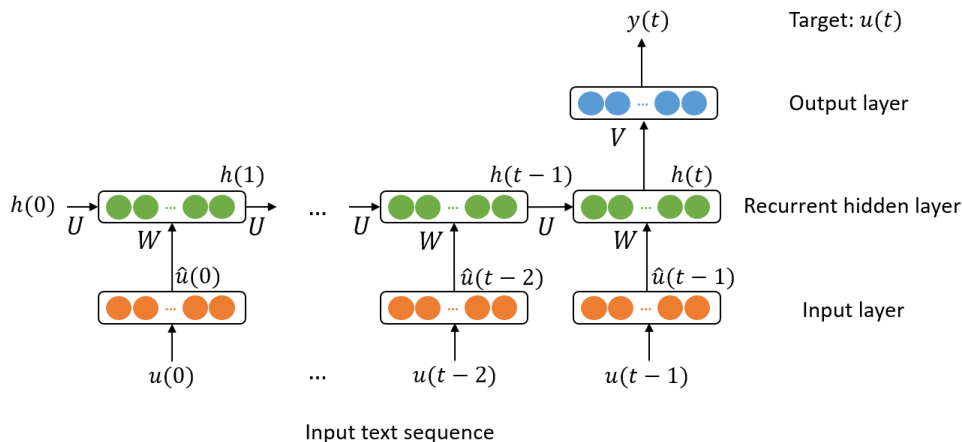 y(t) Target: u(t)
... Output layer
V
h(0) h(1) h(t − 1) h(t)
... ... ... ... Recurrent hidden layer
U W U U W U W
û(0) û(t − 2) û(t − 1)
... ... ... Input layer
u(0) ... u(t − 2) u(t − 1)
Input text sequence